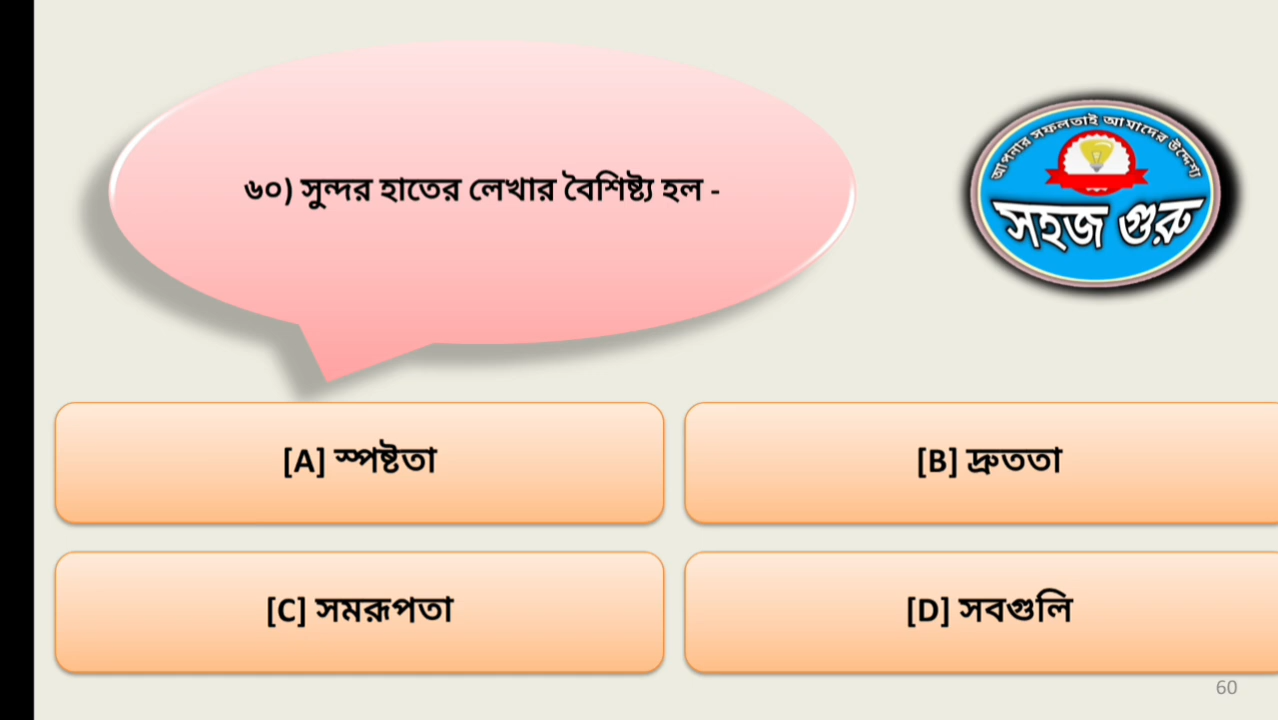 ৬০) সুন্দর হাতের লেখার বৈশিষ্ট্য হল -
আপনার সফলতাই আমাদের উদ্দেশ্য
সহজ গুরু
[A] স্পষ্টতা
[B] দ্রুততা
[C] সমরূপতা
[D] সবগুলি
60